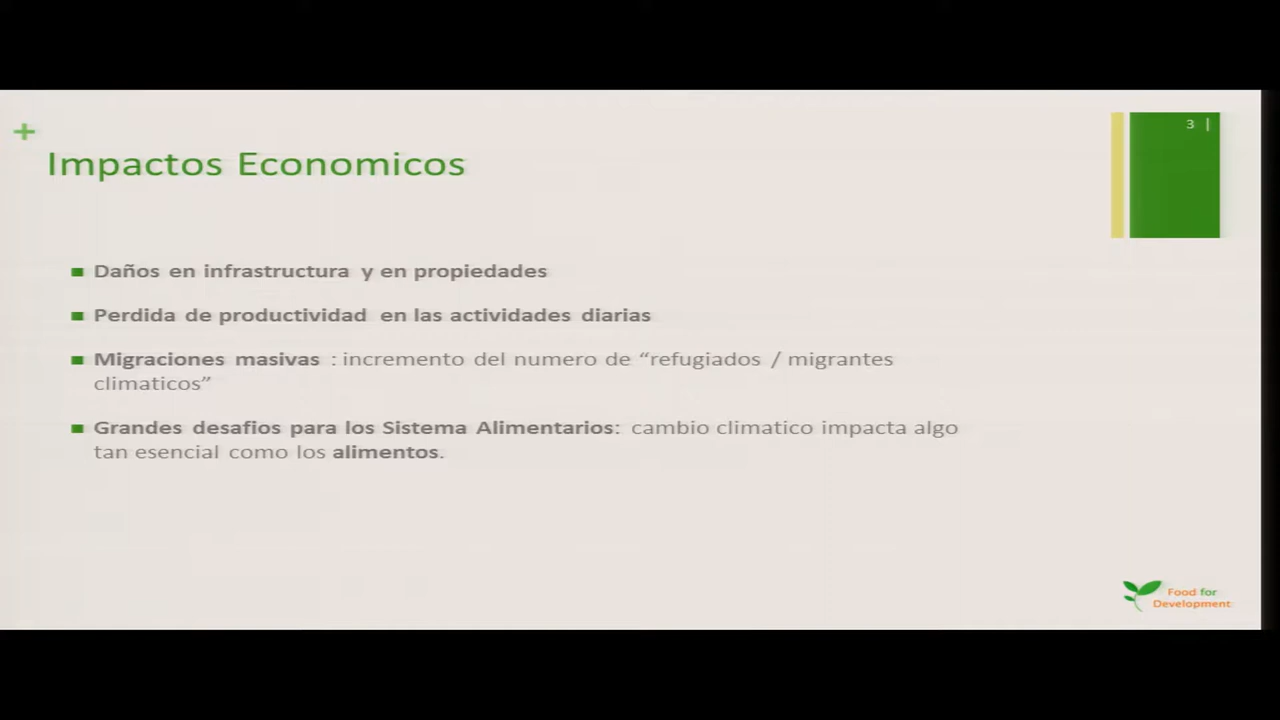 3 |
+
Impactos Economicos
Daños en infrastructura y en propiedades
Perdida de productividad en las actividades diarias
Migraciones masivas : incremento del numero de “refugiados / migrantes
climaticos”
Grandes desafios para los Sistema Alimentarios: cambio climatico impacta algo
tan esencial como los alimentos.
Food for
Development